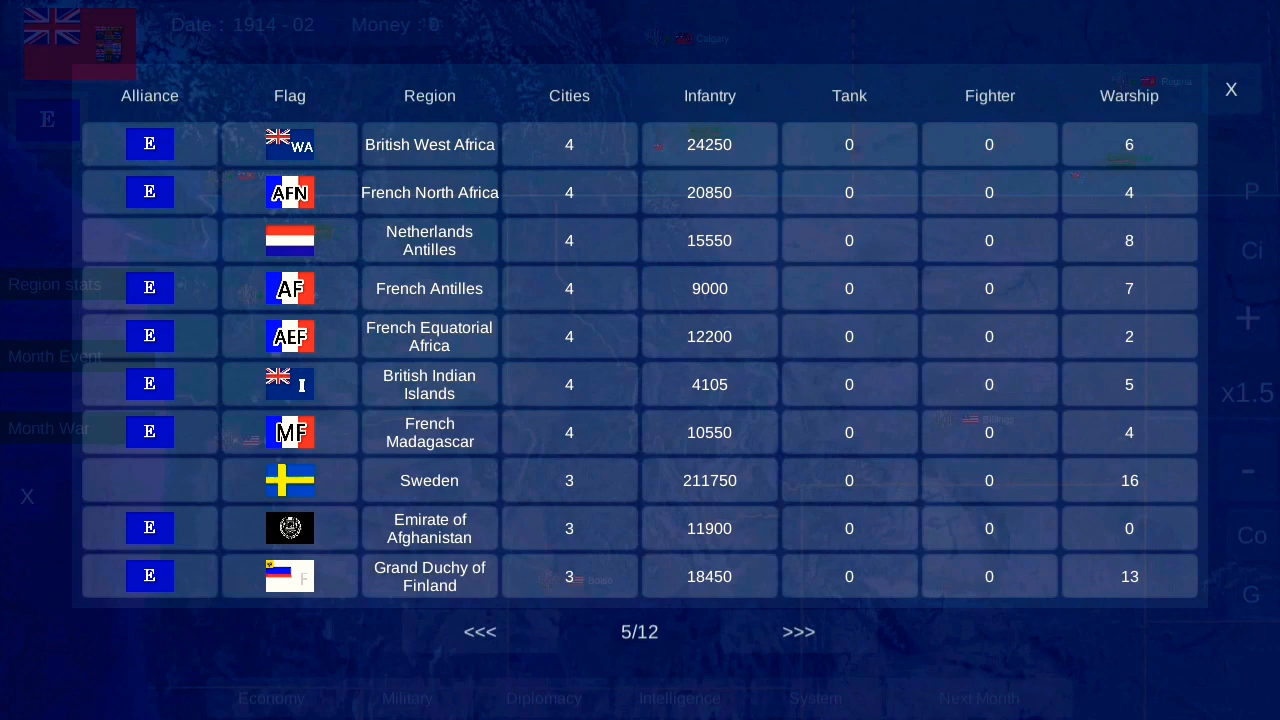 Date : 1914 - 02 Money : 0
Calgary
Regina
Alliance Flag Region Cities Infantry Tank Fighter Warship X
E
E WA British West Africa 4 24250 0 0 6
E AFN French North Africa 4 20850 0 0 4
P
Netherlands
Antilles
4 15550 0 0 8
Ci
Region stats
E AF French Antilles 4 9000 0 0 7
+
E AEF French Equatorial
Africa
4 12200 0 0 2
Month Event
E I British Indian
Islands
4 4105 0 0 5
x1.5
Month War
E MF French
Madagascar
4 10550 0 0 4
Billings
Sweden 3 211750 0 0 16
-
X
E Emirate of
Afghanistan
3 11900 0 0 0
Co
E F Grand Duchy of
Finland
3 18450 0 0 13
Boise
G
<<< 5/12 >>>
Economy Military Diplomacy Intelligence System Next Month